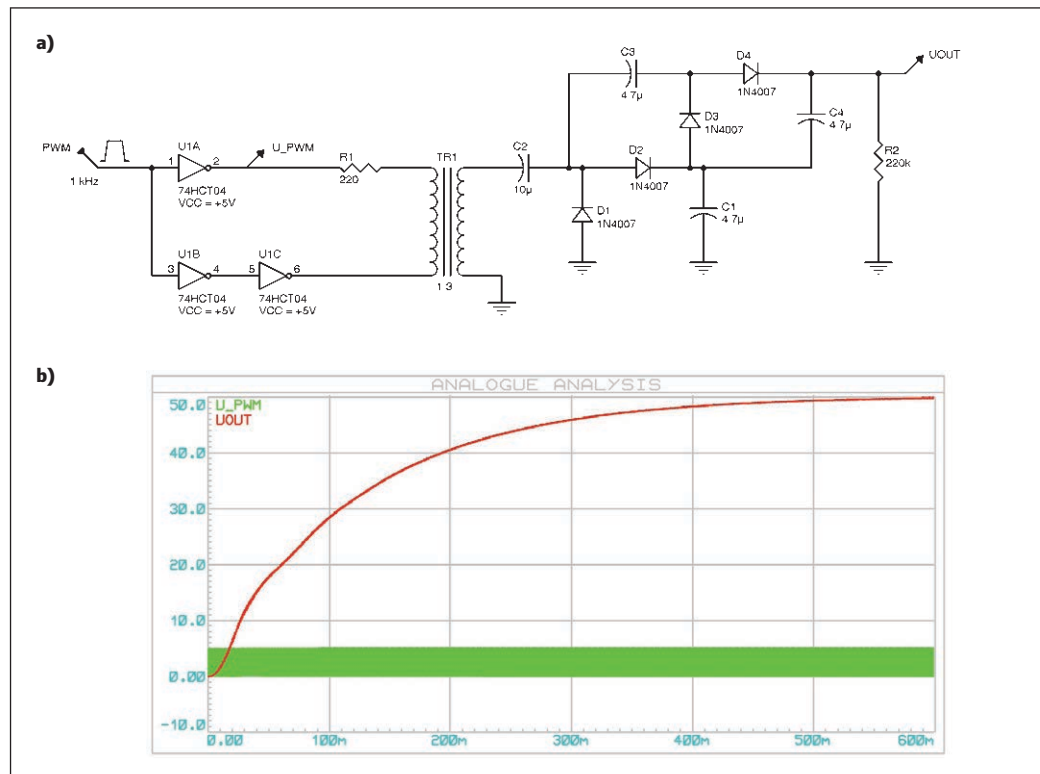 a)
C3
4.7µ
D4
1N4007
UOUT
D3
1N4007
C4
4.7µ
PWM
1 kHz
U1A
1
2
74HCT04
VCC = +5V
U_PWM
R1
220
TR1
1 3
C2
10µ
D2
1N4007
D1
1N4007
C1
4.7µ
R2
220k
U1B
3
4
74HCT04
VCC = +5V
U1C
5
6
74HCT04
VCC = +5V
b)
ANALOGUE ANALYSIS
U_PWM
UOUT
50.0
40.0
30.0
20.0
10.0
0.00
-10.0
0.00
100m
200m
300m
400m
500m
600m